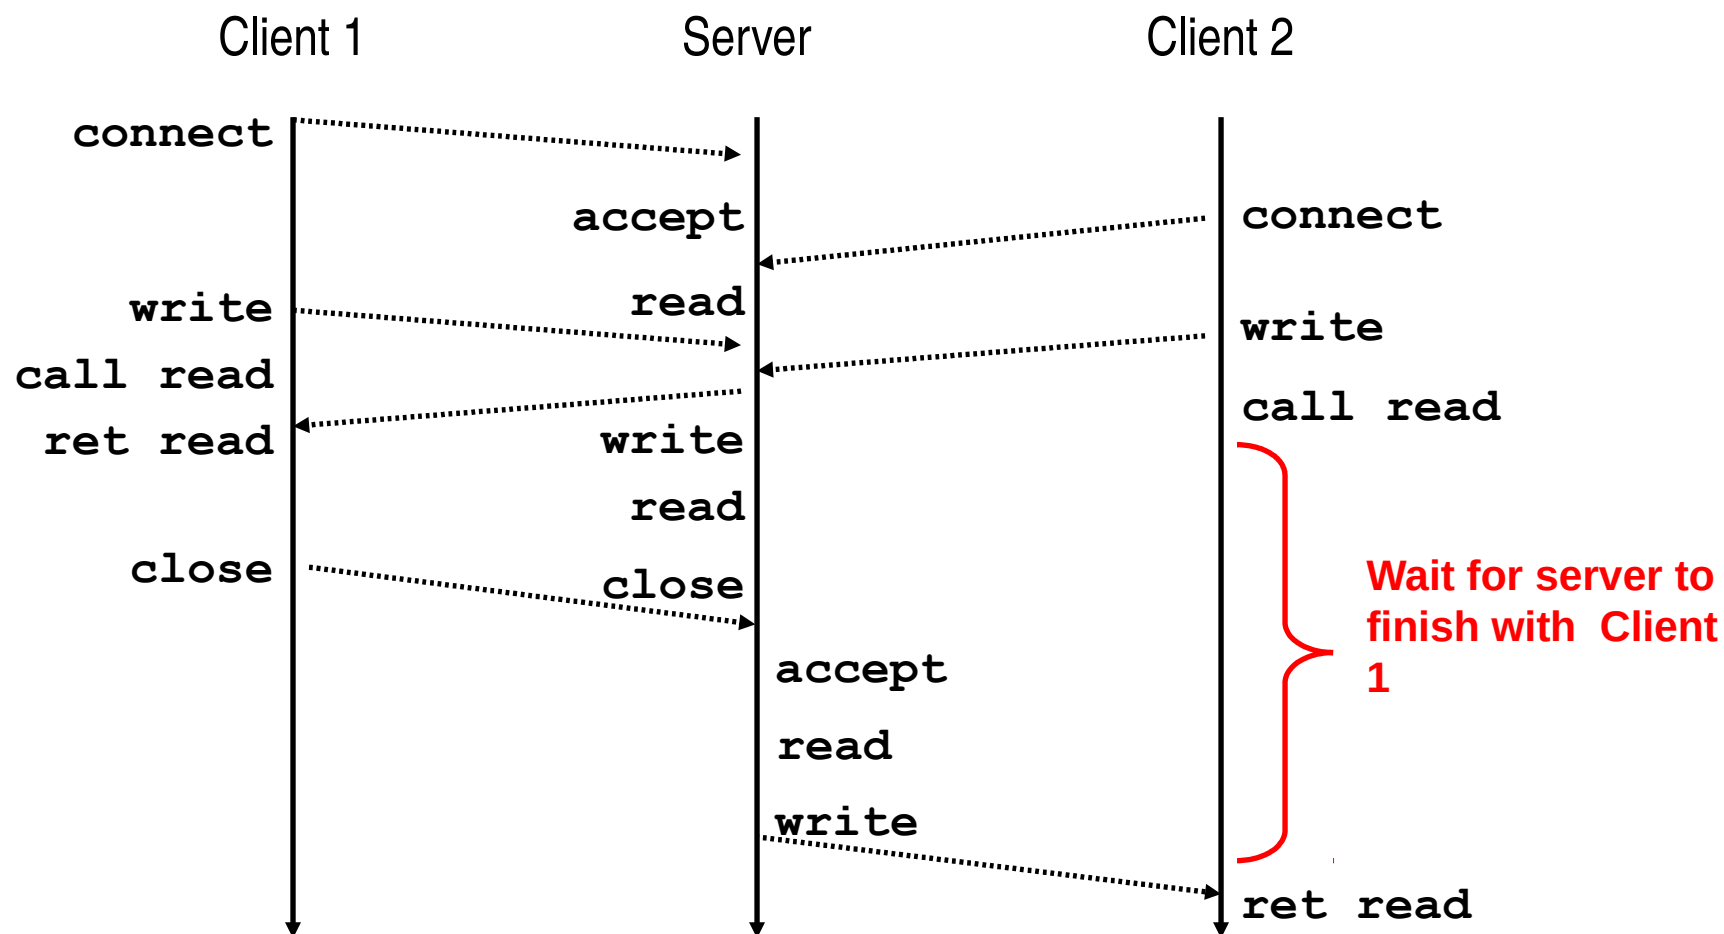 Client 1
Server
Client 2
connect
accept
connect
write
read
write
call read
call read
ret read
write
read
close
close
Wait for server to
finish with  Client
1
accept
read
write
ret read